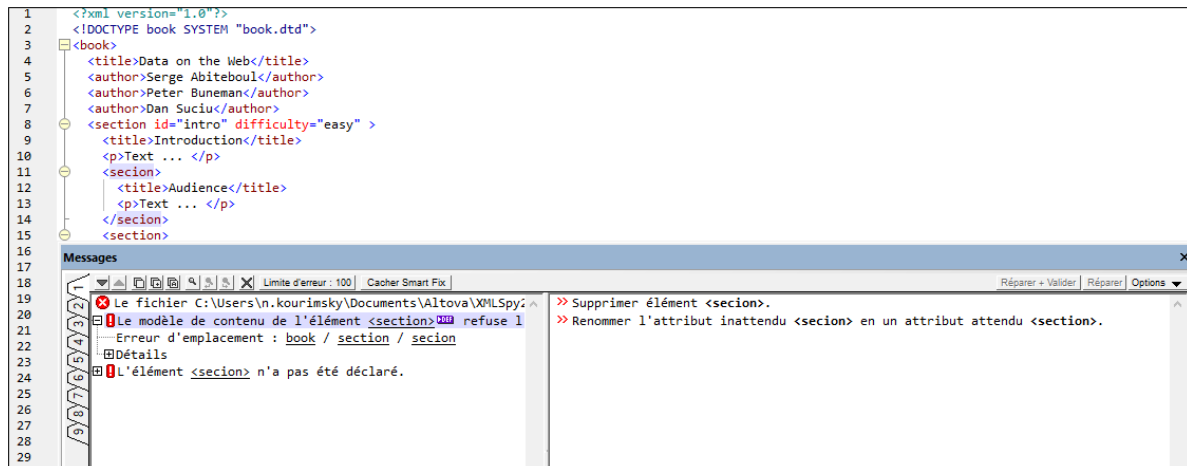 1 <?xml version="1.0"?>
2 <!DOCTYPE book SYSTEM "book.dtd">
3 <book>
4 <title>Data on the Web</title>
5 <author>Serge Abiteboul</author>
6 <author>Peter Buneman</author>
7 <author>Dan Suciu</author>
8 <section id="intro" difficulty="easy" >
9 <title>Introduction</title>
10 <p>Text ... </p>
11 <secion>
12 <title>Audience</title>
13 <p>Text ... </p>
14 </secion>
15 <section>
16
17
18
19
20
21
22
23
24
25
26
27
28
29
Messages
Limite d'erreur : 100 Cacher Smart Fix Réparer + Valider Réparer Options
1
2
3
4
5
6
7
8
9
Le fichier C:\Users\n.kourimsky\Documents\Altova\XMLSpy2
Le modèle de contenu de l'élément <section> refuse l
Erreur d'emplacement : book / section / secion
Détails
L'élément <secion> n'a pas été déclaré.
>> Supprimer élément <secion>.
>> Renommer l'attribut inattendu <secion> en un attribut attendu <section>.